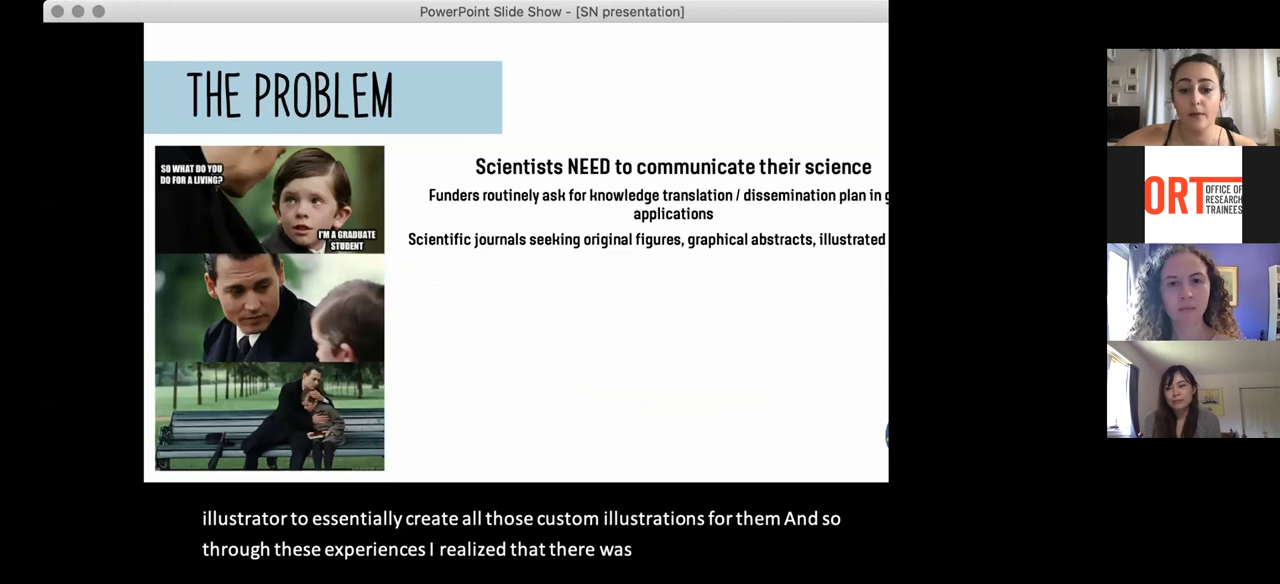 PowerPoint Slide Show - [SN presentation]
THE PROBLEM
SO WHAT DO YOU
DO FOR A LIVING?
I'M A GRADUATE
STUDENT
Scientists NEED to communicate their science
Funders routinely ask for knowledge translation / dissemination plan in g
applications
Scientific journals seeking original figures, graphical abstracts, illustrated
ORT
OFFICE OF
RESEARCH
TRAINEES
illustrator to essentially create all those custom illustrations for them And so
through these experiences I realized that there was